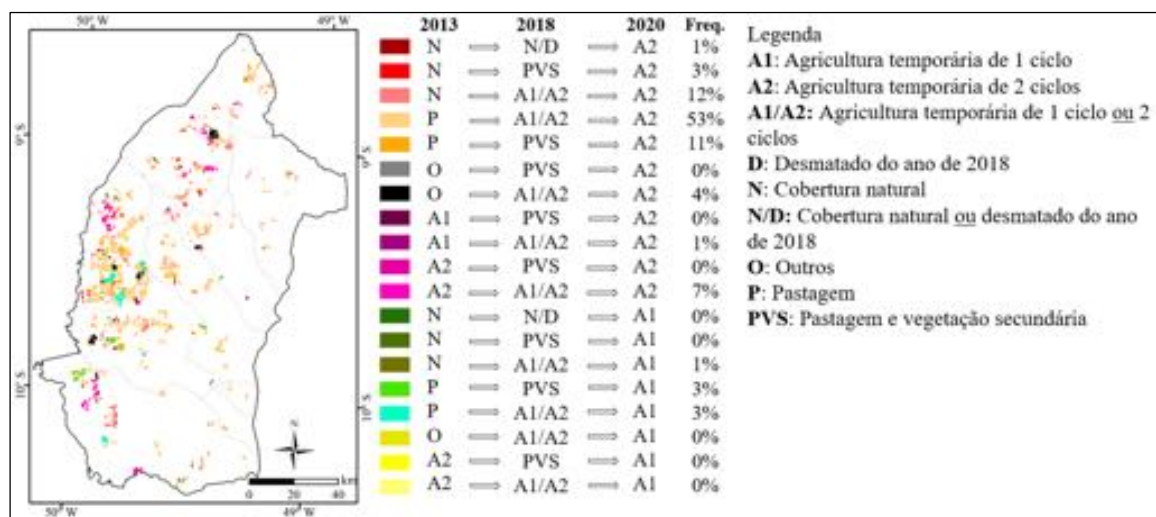 50° W 49° W
2013 2018 2020 Freq.
N ⟹ N/D ⟹ A2 1%
N ⟹ PVS ⟹ A2 3%
N ⟹ A1/A2 ⟹ A2 12%
P ⟹ A1/A2 ⟹ A2 53%
P ⟹ PVS ⟹ A2 11%
O ⟹ PVS ⟹ A2 0%
O ⟹ A1/A2 ⟹ A2 4%
A1 ⟹ PVS ⟹ A2 0%
A1 ⟹ A1/A2 ⟹ A2 1%
A2 ⟹ PVS ⟹ A2 0%
A2 ⟹ A1/A2 ⟹ A2 7%
N ⟹ N/D ⟹ A1 0%
N ⟹ PVS ⟹ A1 0%
N ⟹ A1/A2 ⟹ A1 1%
P ⟹ PVS ⟹ A1 3%
P ⟹ A1/A2 ⟹ A1 3%
O ⟹ A1/A2 ⟹ A1 0%
A2 ⟹ PVS ⟹ A1 0%
A2 ⟹ A1/A2 ⟹ A1 0%
Legenda
A1: Agricultura temporária de 1 ciclo
A2: Agricultura temporária de 2 ciclos
A1/A2: Agricultura temporária de 1 ciclo ou 2
ciclos
D: Desmatado do ano de 2018
N: Cobertura natural
N/D: Cobertura natural ou desmatado do ano
de 2018
O: Outros
P: Pastagem
PVS: Pastagem e vegetação secundária
9° S
9° S
10° S
10° S
0 20 40
km
50° W 49° W